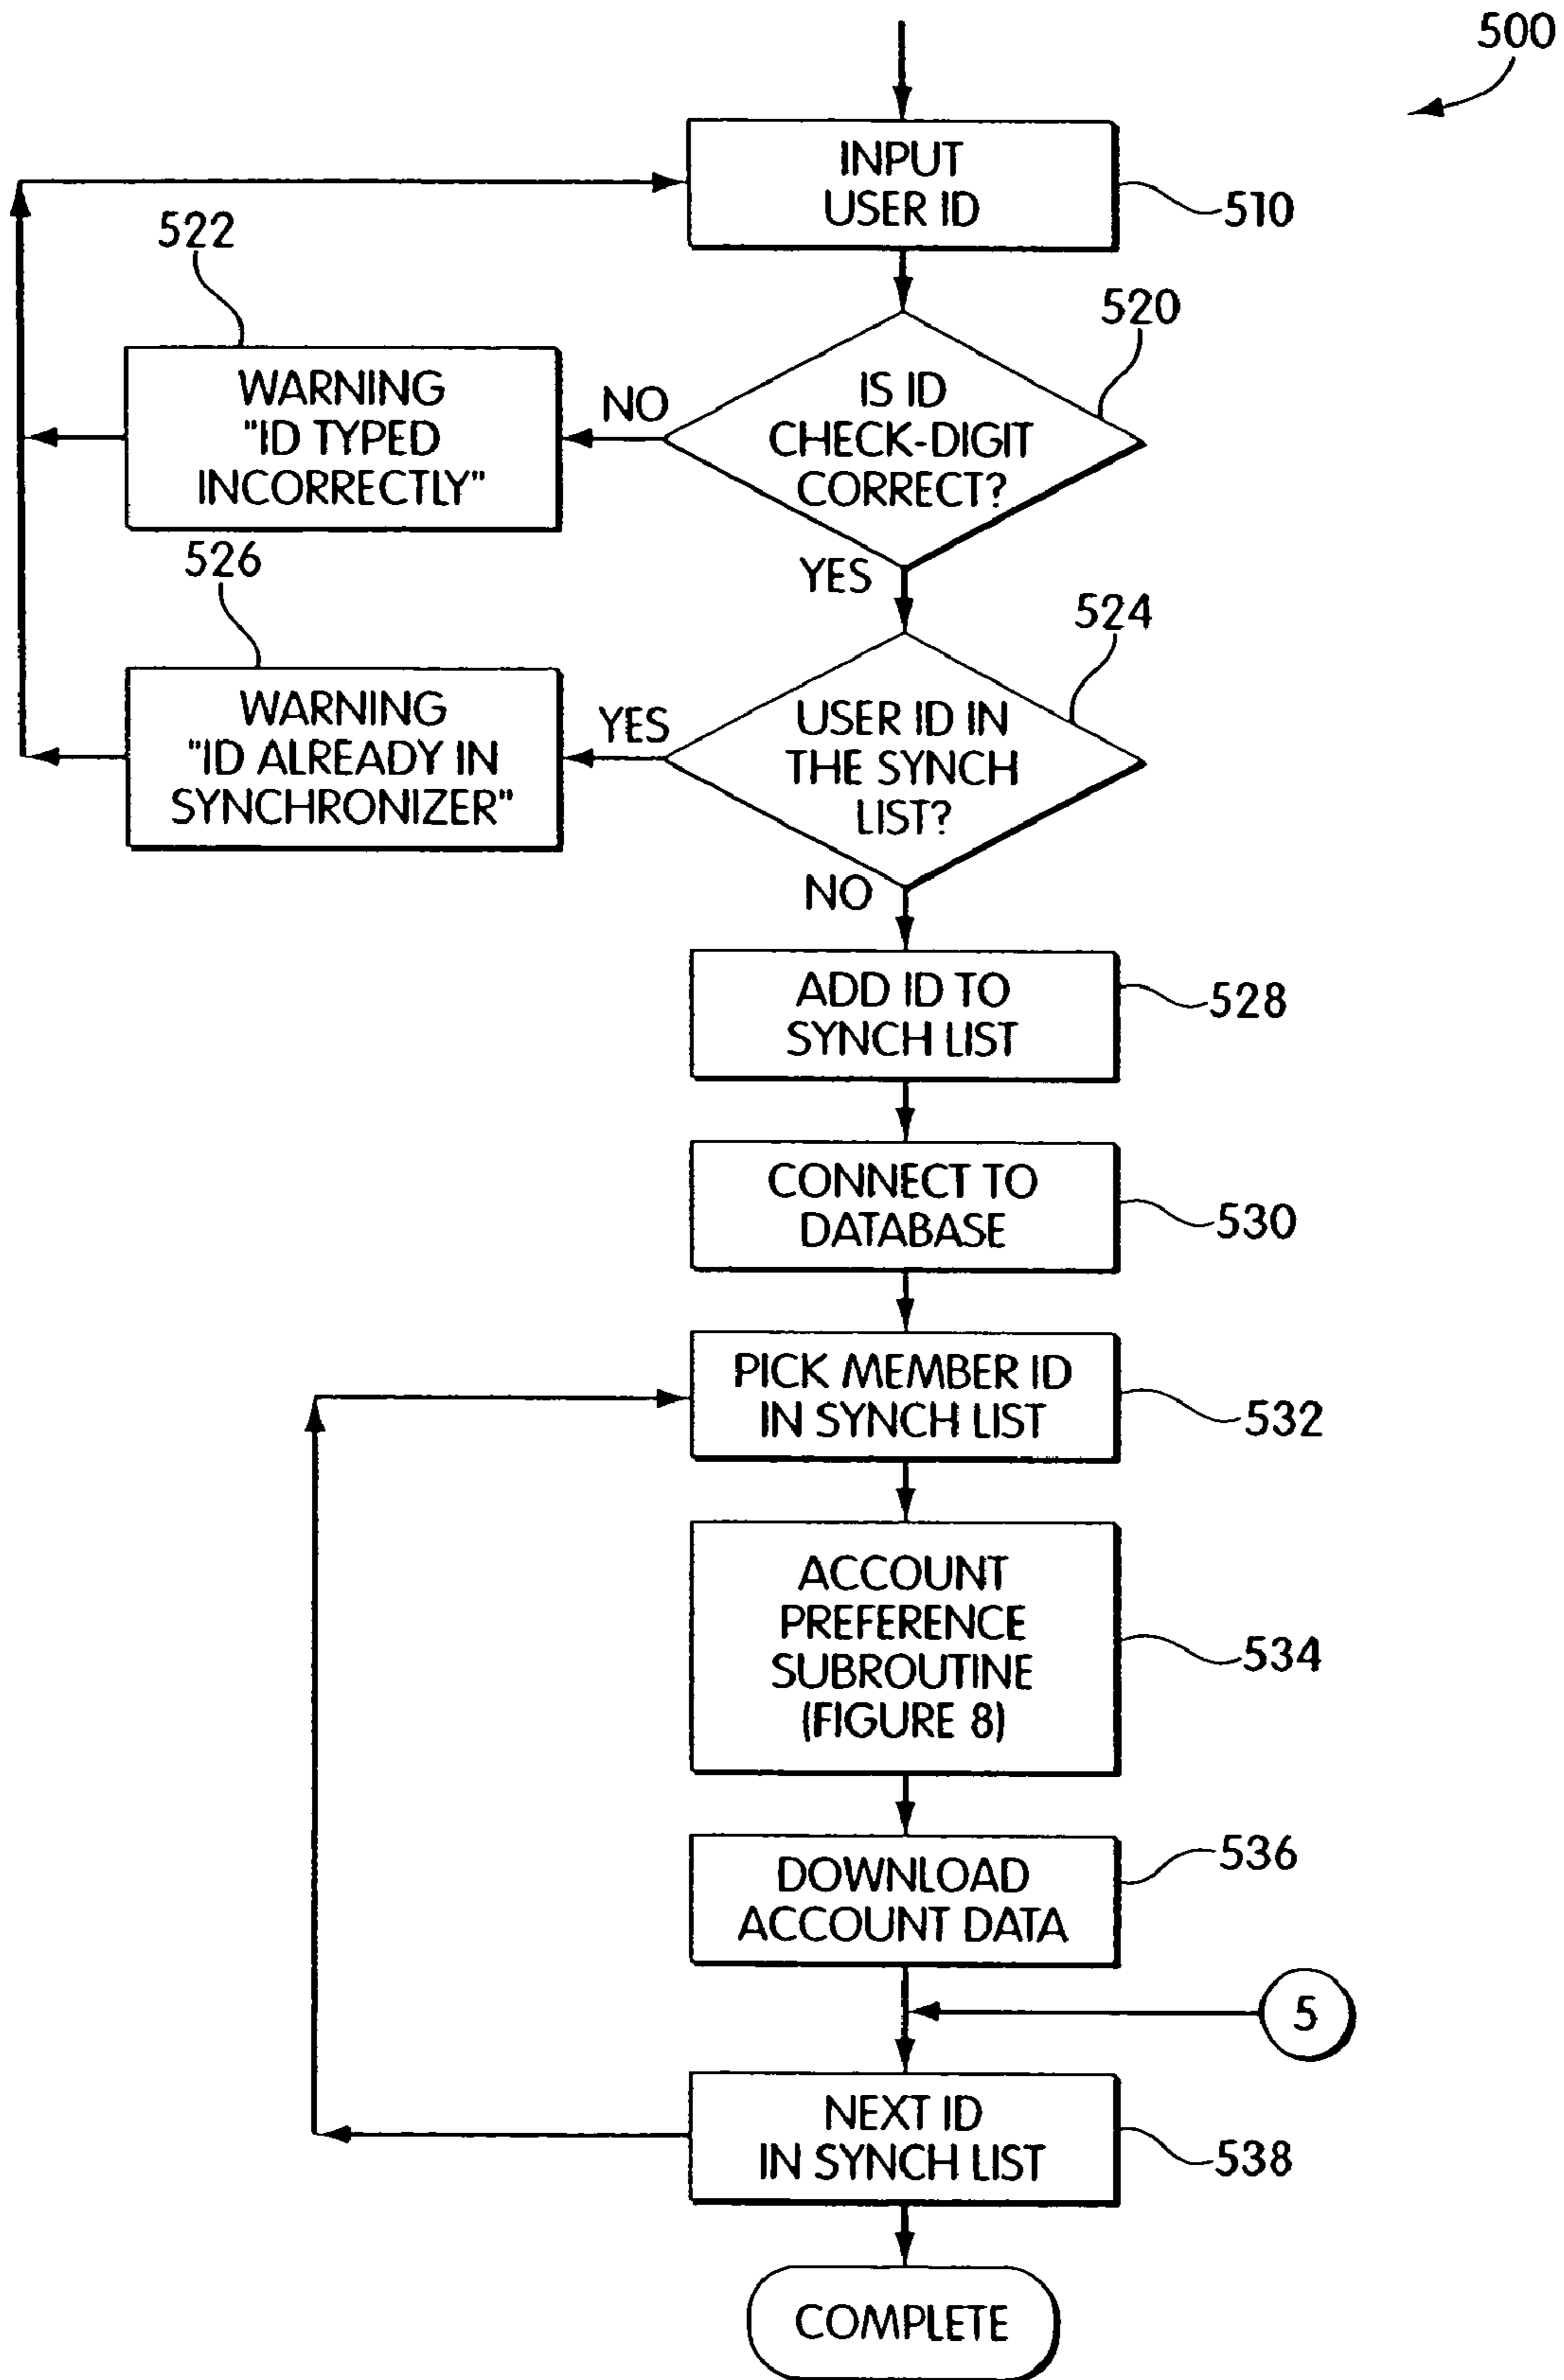 500
INPUT
USER ID
510
522
520
WARNING
"ID TYPED
INCORRECTLY"
NO
IS ID
CHECK-DIGIT
CORRECT?
YES
526
524
WARNING
"ID ALREADY IN
SYNCHRONIZER"
YES
USER ID IN
THE SYNCH
LIST?
NO
ADD ID TO
SYNCH LIST
528
CONNECT TO
DATABASE
530
PICK MEMBER ID
IN SYNCH LIST
532
ACCOUNT
PREFERENCE
SUBROUTINE
(FIGURE 8)
534
DOWNLOAD
ACCOUNT DATA
536
5
NEXT ID
IN SYNCH LIST
538
COMPLETE